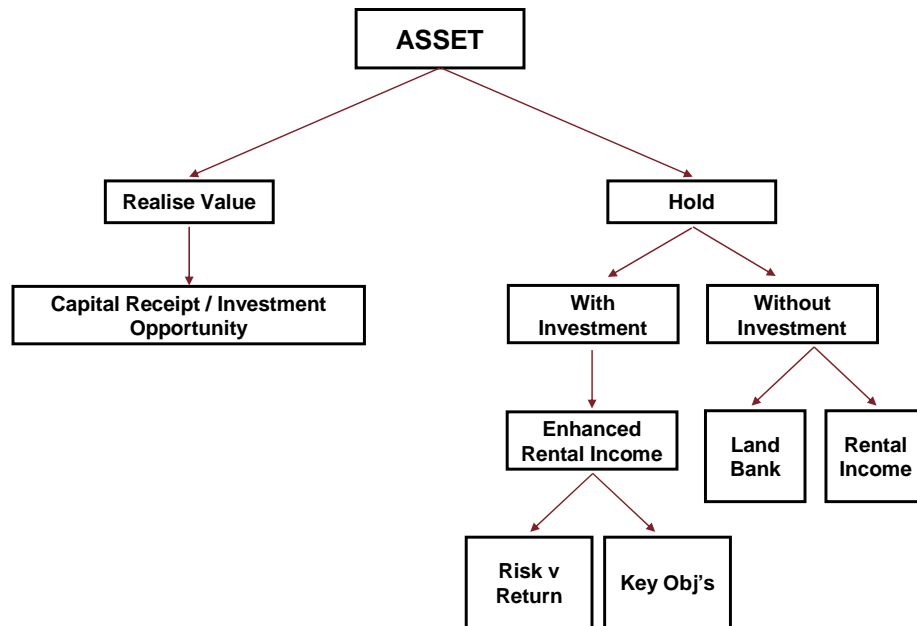 ASSET
Realise Value
Hold
Capital Receipt / Investment
Opportunity
With
Investment
Without
Investment
Enhanced
Rental Income
Land
Bank
Rental
Income
Risk v
Return
Key Obj’s